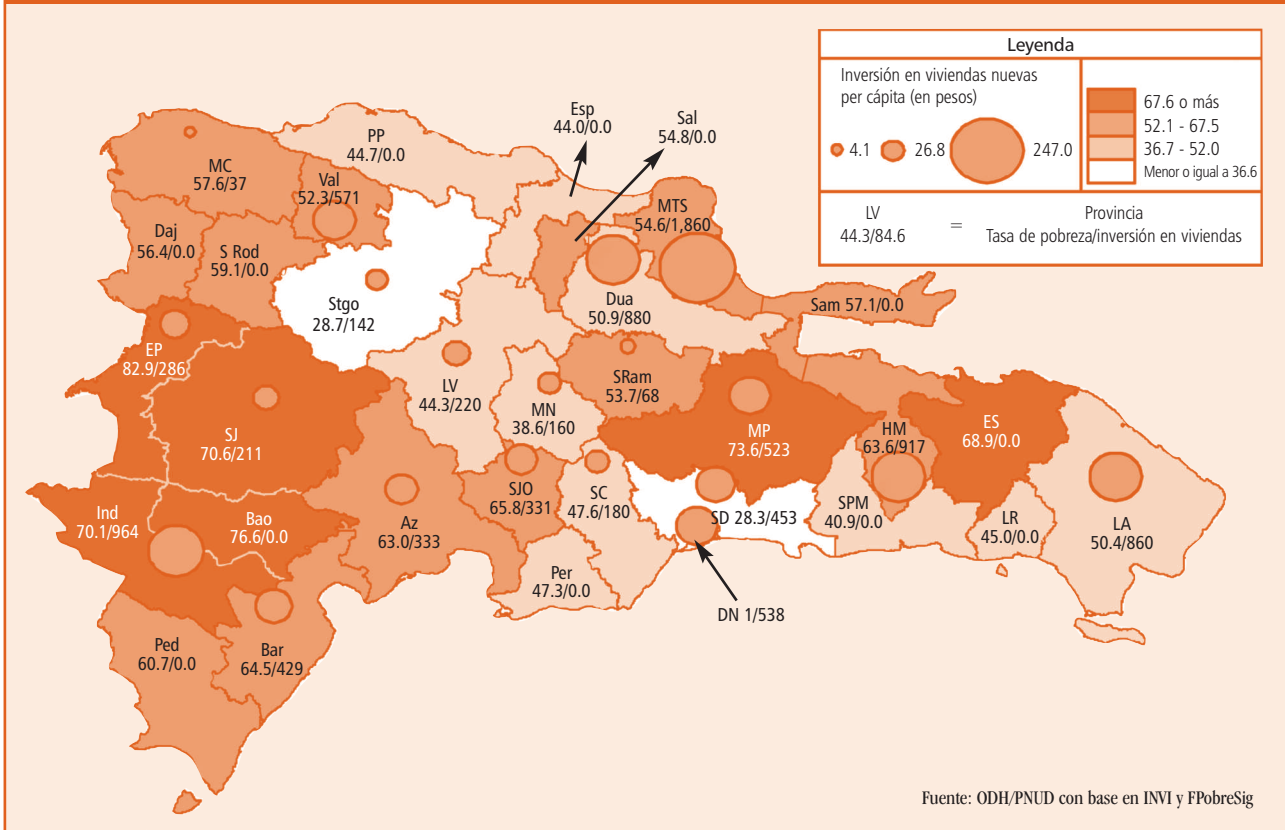 Leyenda
Inversión en viviendas nuevas
per cápita (en pesos)
4.1
26.8
247.0
67.6 o más
52.1 - 67.5
36.7 - 52.0
Menor o igual a 36.6
LV
44.3/84.6
=
Provincia
Tasa de pobreza/inversión en viviendas
Esp
44.0/0.0
Sal
54.8/0.0
PP
44.7/0.0
MC
57.6/37
Val
52.3/571
MTS
54.6/1,860
Daj
56.4/0.0
S Rod
59.1/0.0
Stgo
28.7/142
Dua
50.9/880
Sam 57.1/0.0
EP
82.9/286
LV
44.3/220
SRam
53.7/68
MN
38.6/160
SJ
70.6/211
MP
73.6/523
HM
63.6/917
ES
68.9/0.0
Ind
70.1/964
Bao
76.6/0.0
Az
63.0/333
SJO
65.8/331
SC
47.6/180
SD 28.3/453
SPM
40.9/0.0
LR
45.0/0.0
LA
50.4/860
Per
47.3/0.0
DN 1/538
Ped
60.7/0.0
Bar
64.5/429
Fuente: ODH/PNUD con base en INVI y FPobreSig